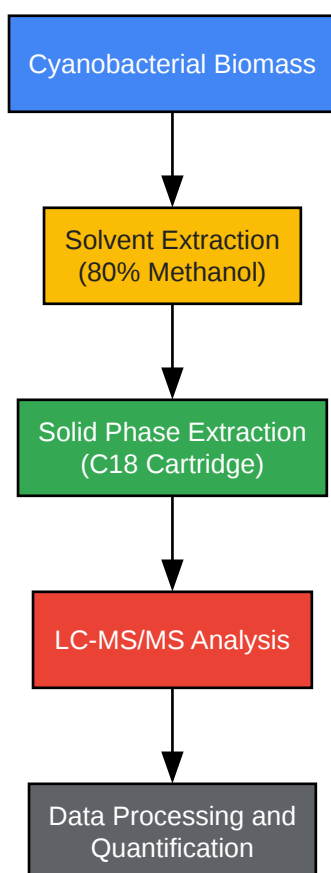 Cyanobacterial Biomass
Solvent Extraction
(80% Methanol)
Solid Phase Extraction
(C18 Cartridge)
LC-MS/MS Analysis
Data Processing and
Quantification